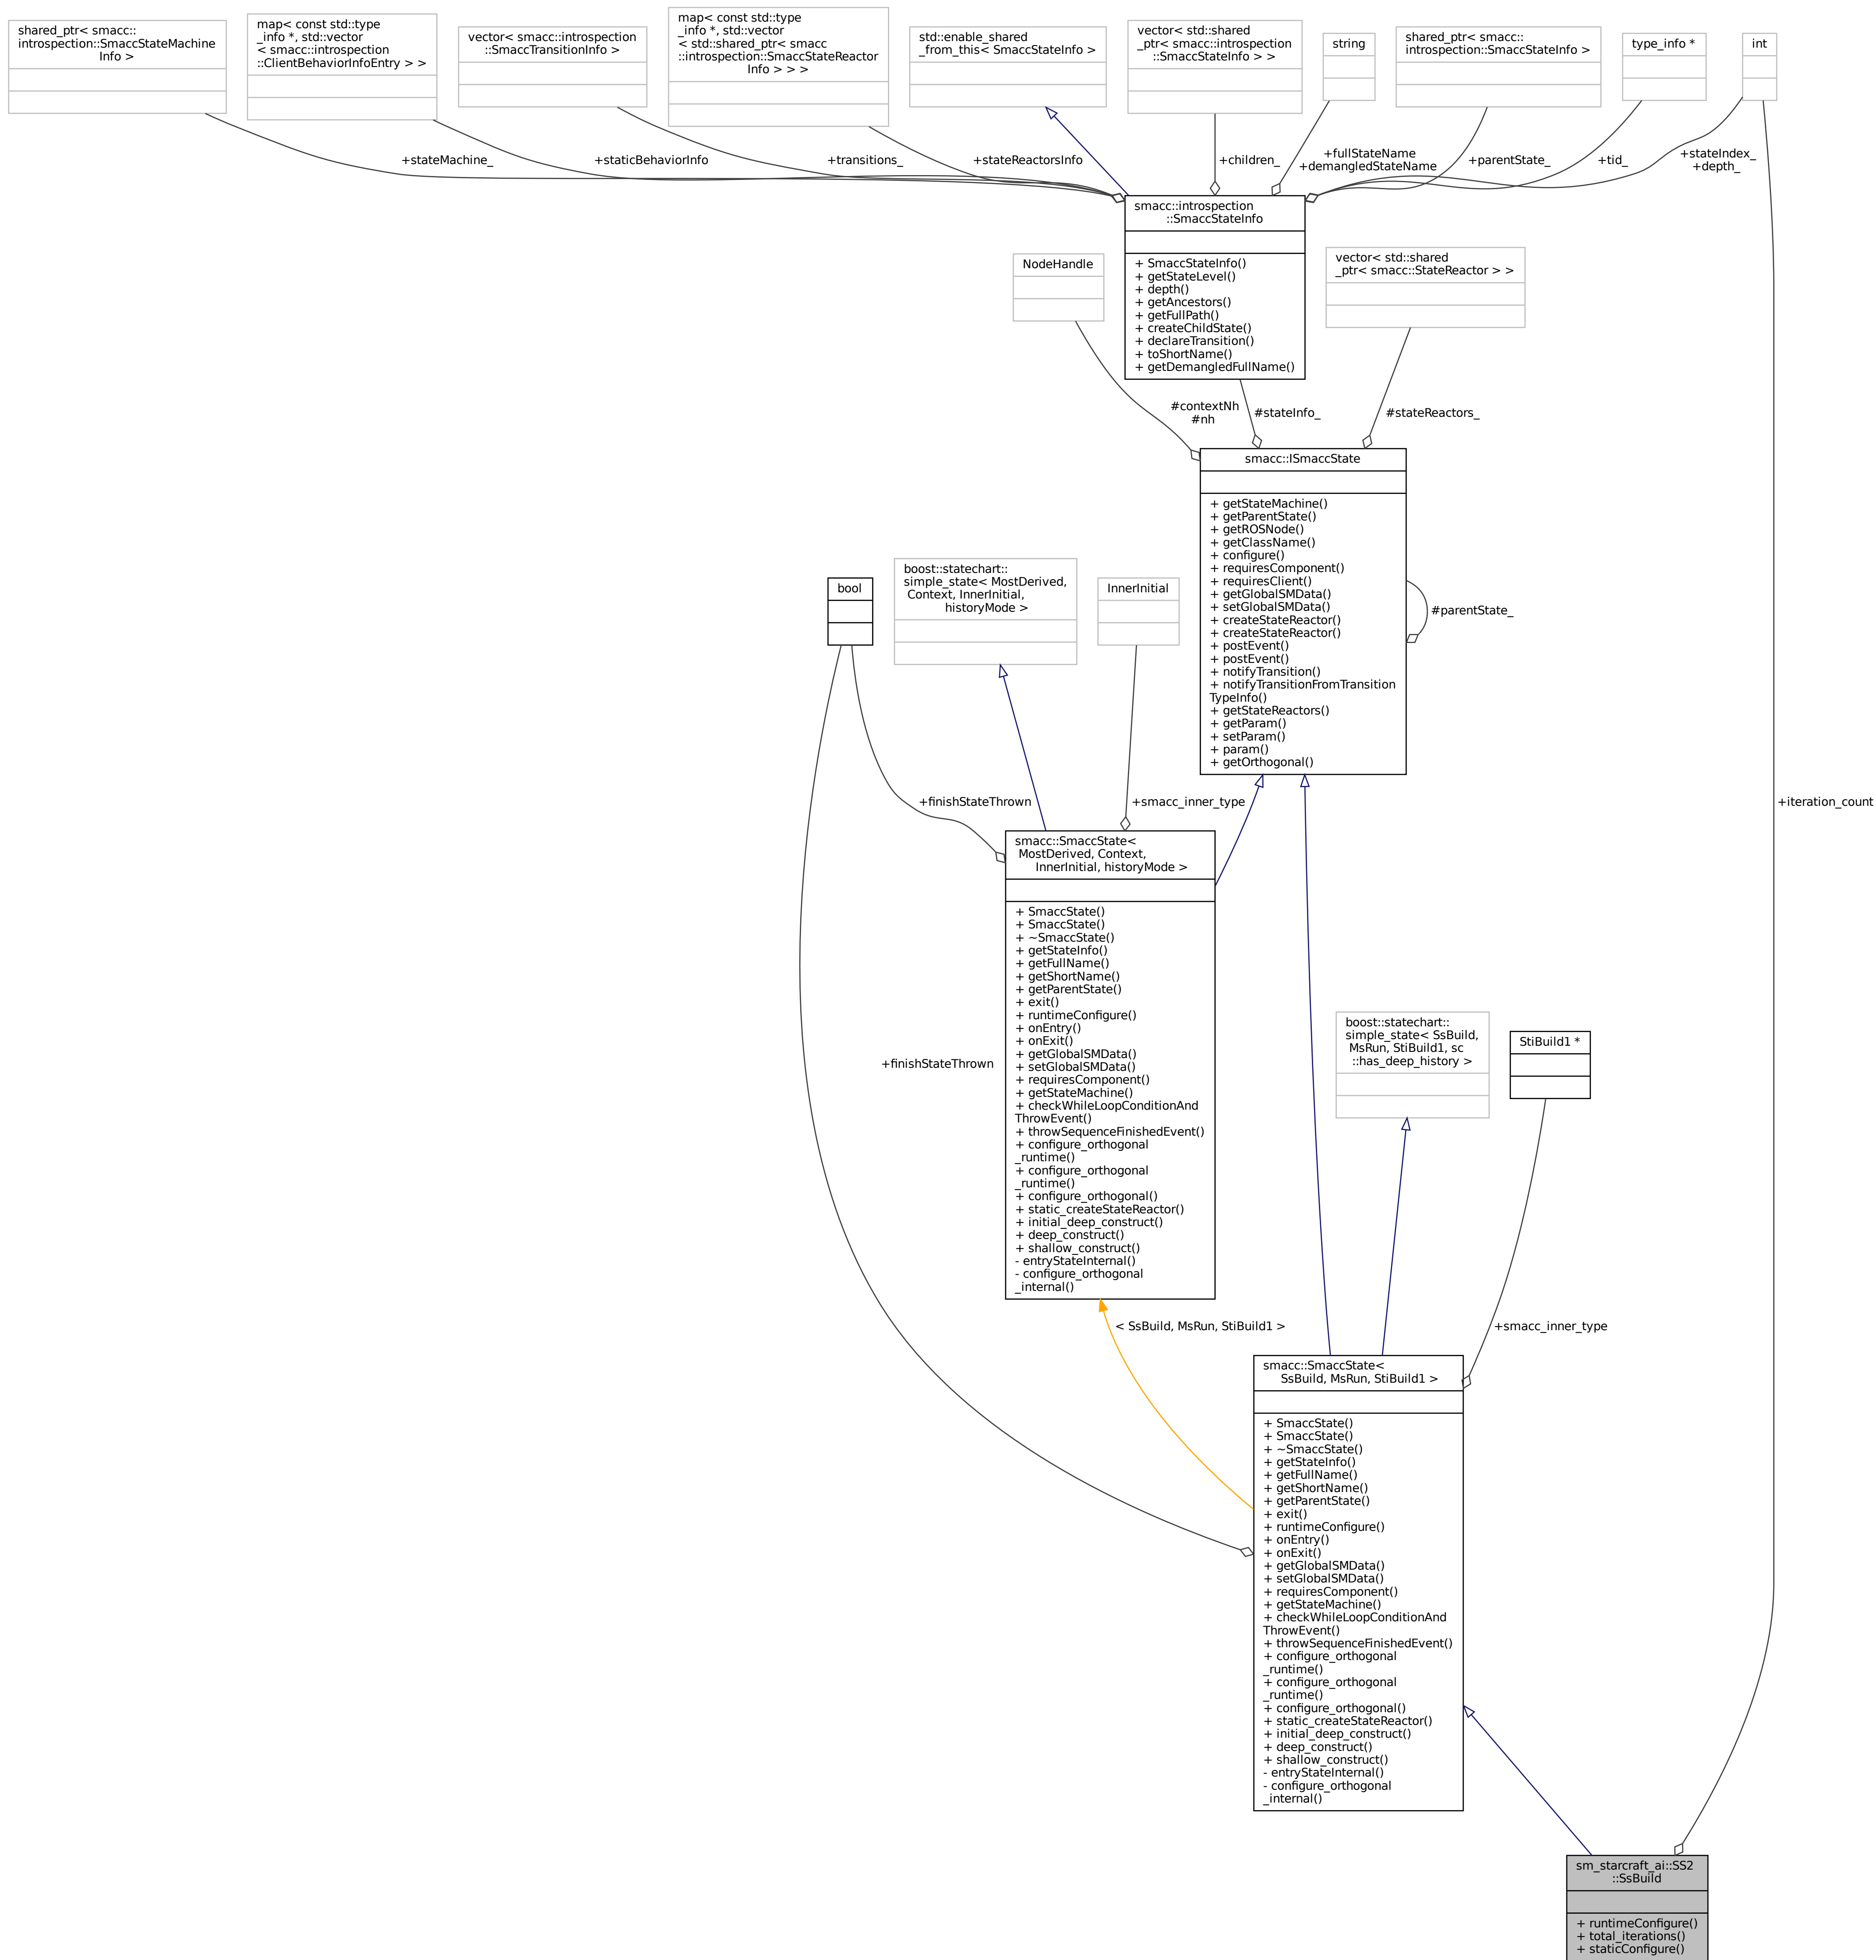 shared_ptr< smacc::
introspection::SmaccStateMachine
Info >
map< const std::type
_info *, std::vector
< smacc::introspection
::ClientBehaviorInfoEntry > >
vector< smacc::introspection
::SmaccTransitionInfo >
map< const std::type
_info *, std::vector
< std::shared_ptr< smacc
::introspection::SmaccStateReactor
Info > > >
std::enable_shared
_from_this< SmaccStateInfo >
vector< std::shared
_ptr< smacc::introspection
::SmaccStateInfo > >
string
shared_ptr< smacc::
introspection::SmaccStateInfo >
type_info *
int
+stateMachine_
+staticBehaviorInfo
+transitions_
+stateReactorsInfo
+children_
+fullStateName
+demangledStateName
+parentState_
+tid_
+stateIndex_
+depth_
smacc::introspection
::SmaccStateInfo
+ SmaccStateInfo()
+ getStateLevel()
+ depth()
+ getAncestors()
+ getFullPath()
+ createChildState()
+ declareTransition()
+ toShortName()
+ getDemangledFullName()
NodeHandle
vector< std::shared
_ptr< smacc::StateReactor > >
#contextNh
#nh
#stateInfo_
#stateReactors_
smacc::ISmaccState
+ getStateMachine()
+ getParentState()
+ getROSNode()
+ getClassName()
+ configure()
+ requiresComponent()
+ requiresClient()
+ getGlobalSMData()
+ setGlobalSMData()
+ createStateReactor()
+ createStateReactor()
+ postEvent()
+ postEvent()
+ notifyTransition()
+ notifyTransitionFromTransition
TypeInfo()
+ getStateReactors()
+ getParam()
+ setParam()
+ param()
+ getOrthogonal()
#parentState_
bool
boost::statechart::
simple_state< MostDerived,
Context, InnerInitial,
historyMode >
InnerInitial
+finishStateThrown
+smacc_inner_type
+iteration_count
smacc::SmaccState<
MostDerived, Context,
InnerInitial, historyMode >
+ SmaccState()
+ SmaccState()
+ ~SmaccState()
+ getStateInfo()
+ getFullName()
+ getShortName()
+ getParentState()
+ exit()
+ runtimeConfigure()
+ onEntry()
+ onExit()
+ getGlobalSMData()
+ setGlobalSMData()
+ requiresComponent()
+ getStateMachine()
+ checkWhileLoopConditionAnd
ThrowEvent()
+ throwSequenceFinishedEvent()
+ configure_orthogonal
_runtime()
+ configure_orthogonal
_runtime()
+ configure_orthogonal()
+ static_createStateReactor()
+ initial_deep_construct()
+ deep_construct()
+ shallow_construct()
- entryStateInternal()
- configure_orthogonal
_internal()
+finishStateThrown
boost::statechart::
simple_state< SsBuild,
MsRun, StiBuild1, sc
::has_deep_history >
StiBuild1 *
< SsBuild, MsRun, StiBuild1 >
+smacc_inner_type
smacc::SmaccState<
SsBuild, MsRun, StiBuild1 >
+ SmaccState()
+ SmaccState()
+ ~SmaccState()
+ getStateInfo()
+ getFullName()
+ getShortName()
+ getParentState()
+ exit()
+ runtimeConfigure()
+ onEntry()
+ onExit()
+ getGlobalSMData()
+ setGlobalSMData()
+ requiresComponent()
+ getStateMachine()
+ checkWhileLoopConditionAnd
ThrowEvent()
+ throwSequenceFinishedEvent()
+ configure_orthogonal
_runtime()
+ configure_orthogonal
_runtime()
+ configure_orthogonal()
+ static_createStateReactor()
+ initial_deep_construct()
+ deep_construct()
+ shallow_construct()
- entryStateInternal()
- configure_orthogonal
_internal()
sm_starcraft_ai::SS2
::SsBuild
+ runtimeConfigure()
+ total_iterations()
+ staticConfigure()